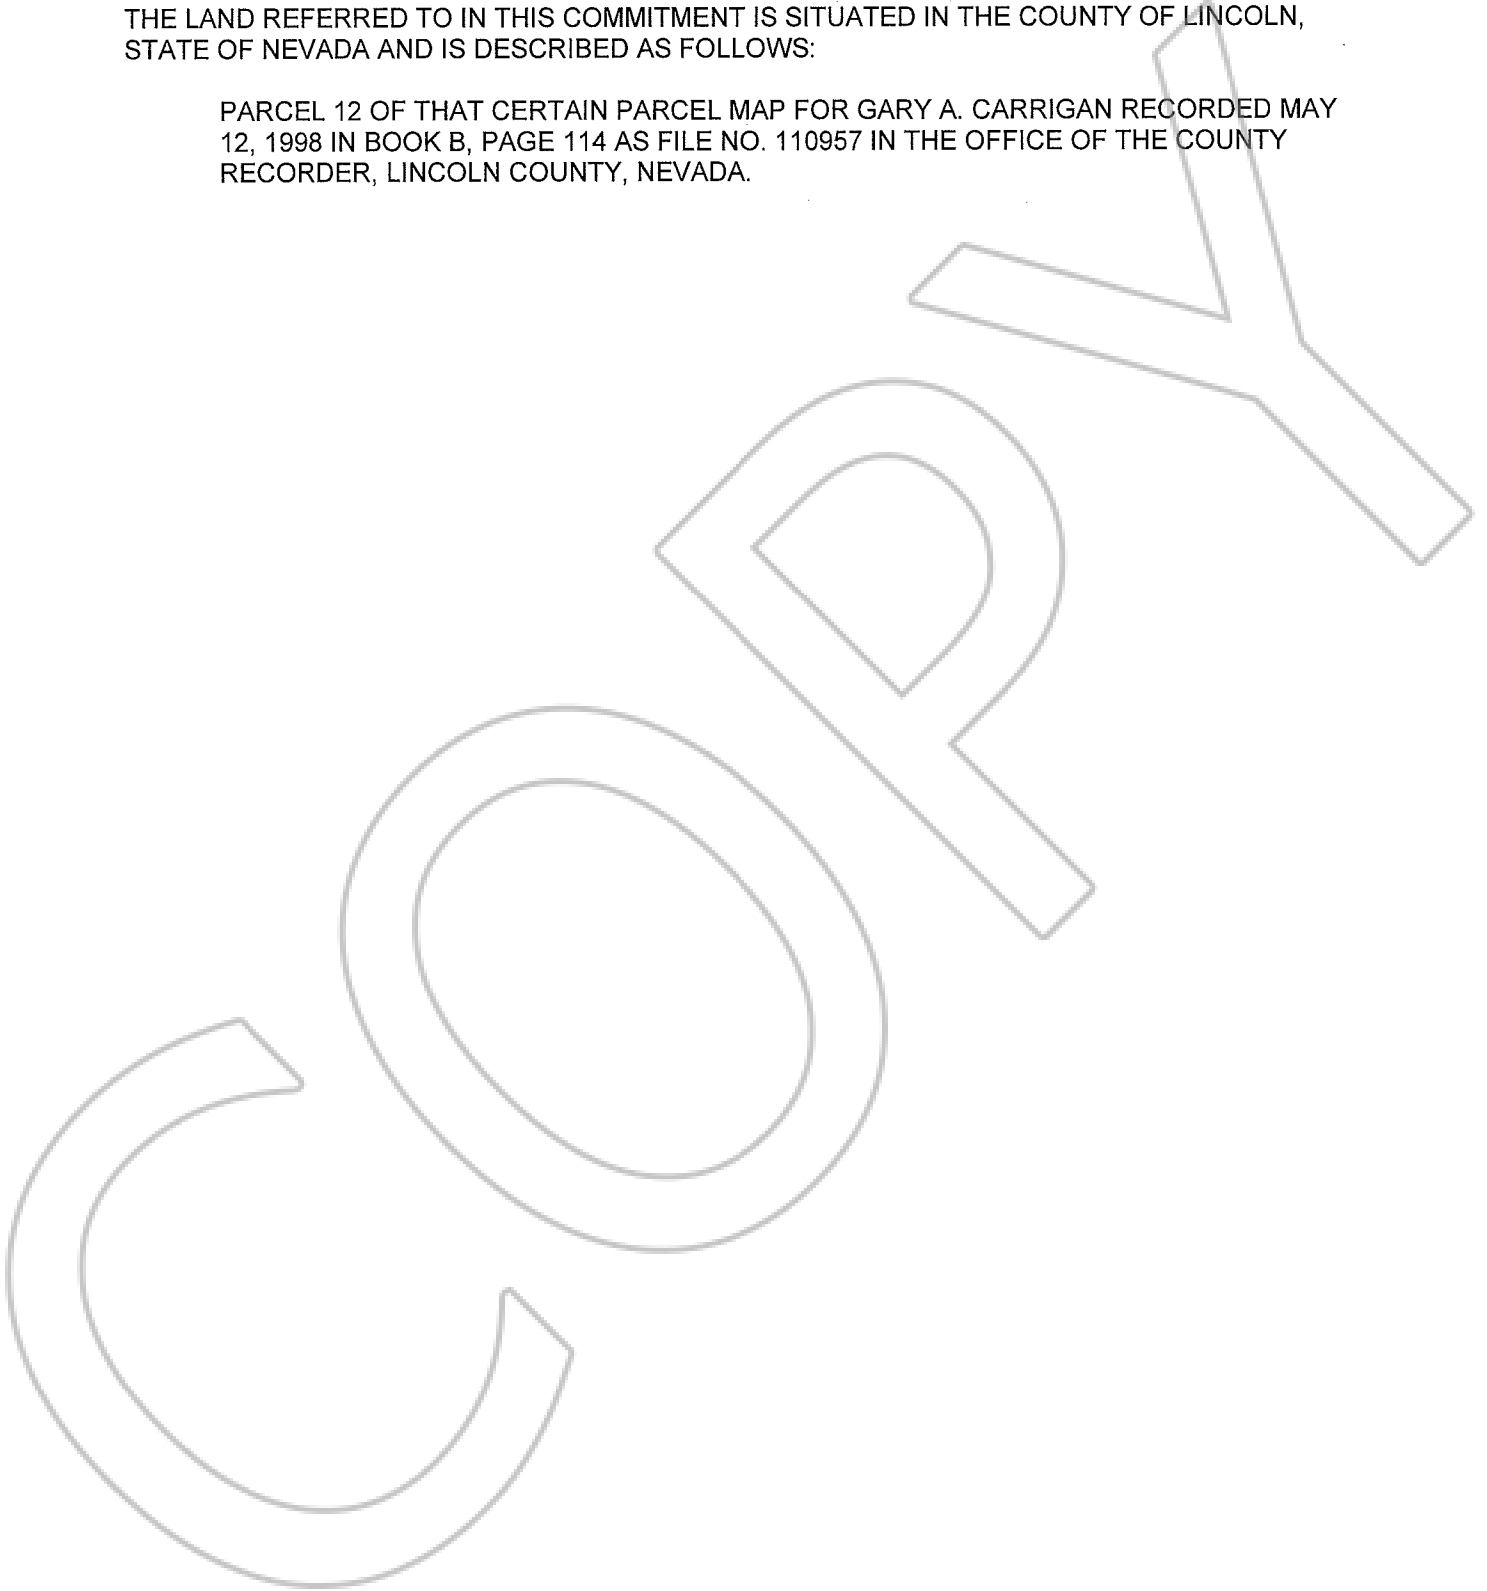 THE LAND REFERRED TO IN THIS COMMITMENT IS SITUATED IN THE COUNTY OF LINCOLN,
STATE OF NEVADA AND IS DESCRIBED AS FOLLOWS:
PARCEL 12 OF THAT CERTAIN PARCEL MAP FOR GARY A. CARRIGAN RECORDED MAY
12, 1998 IN BOOK B, PAGE 114 AS FILE NO. 110957 IN THE OFFICE OF THE COUNTY
RECORDER, LINCOLN COUNTY, NEVADA.
COPY